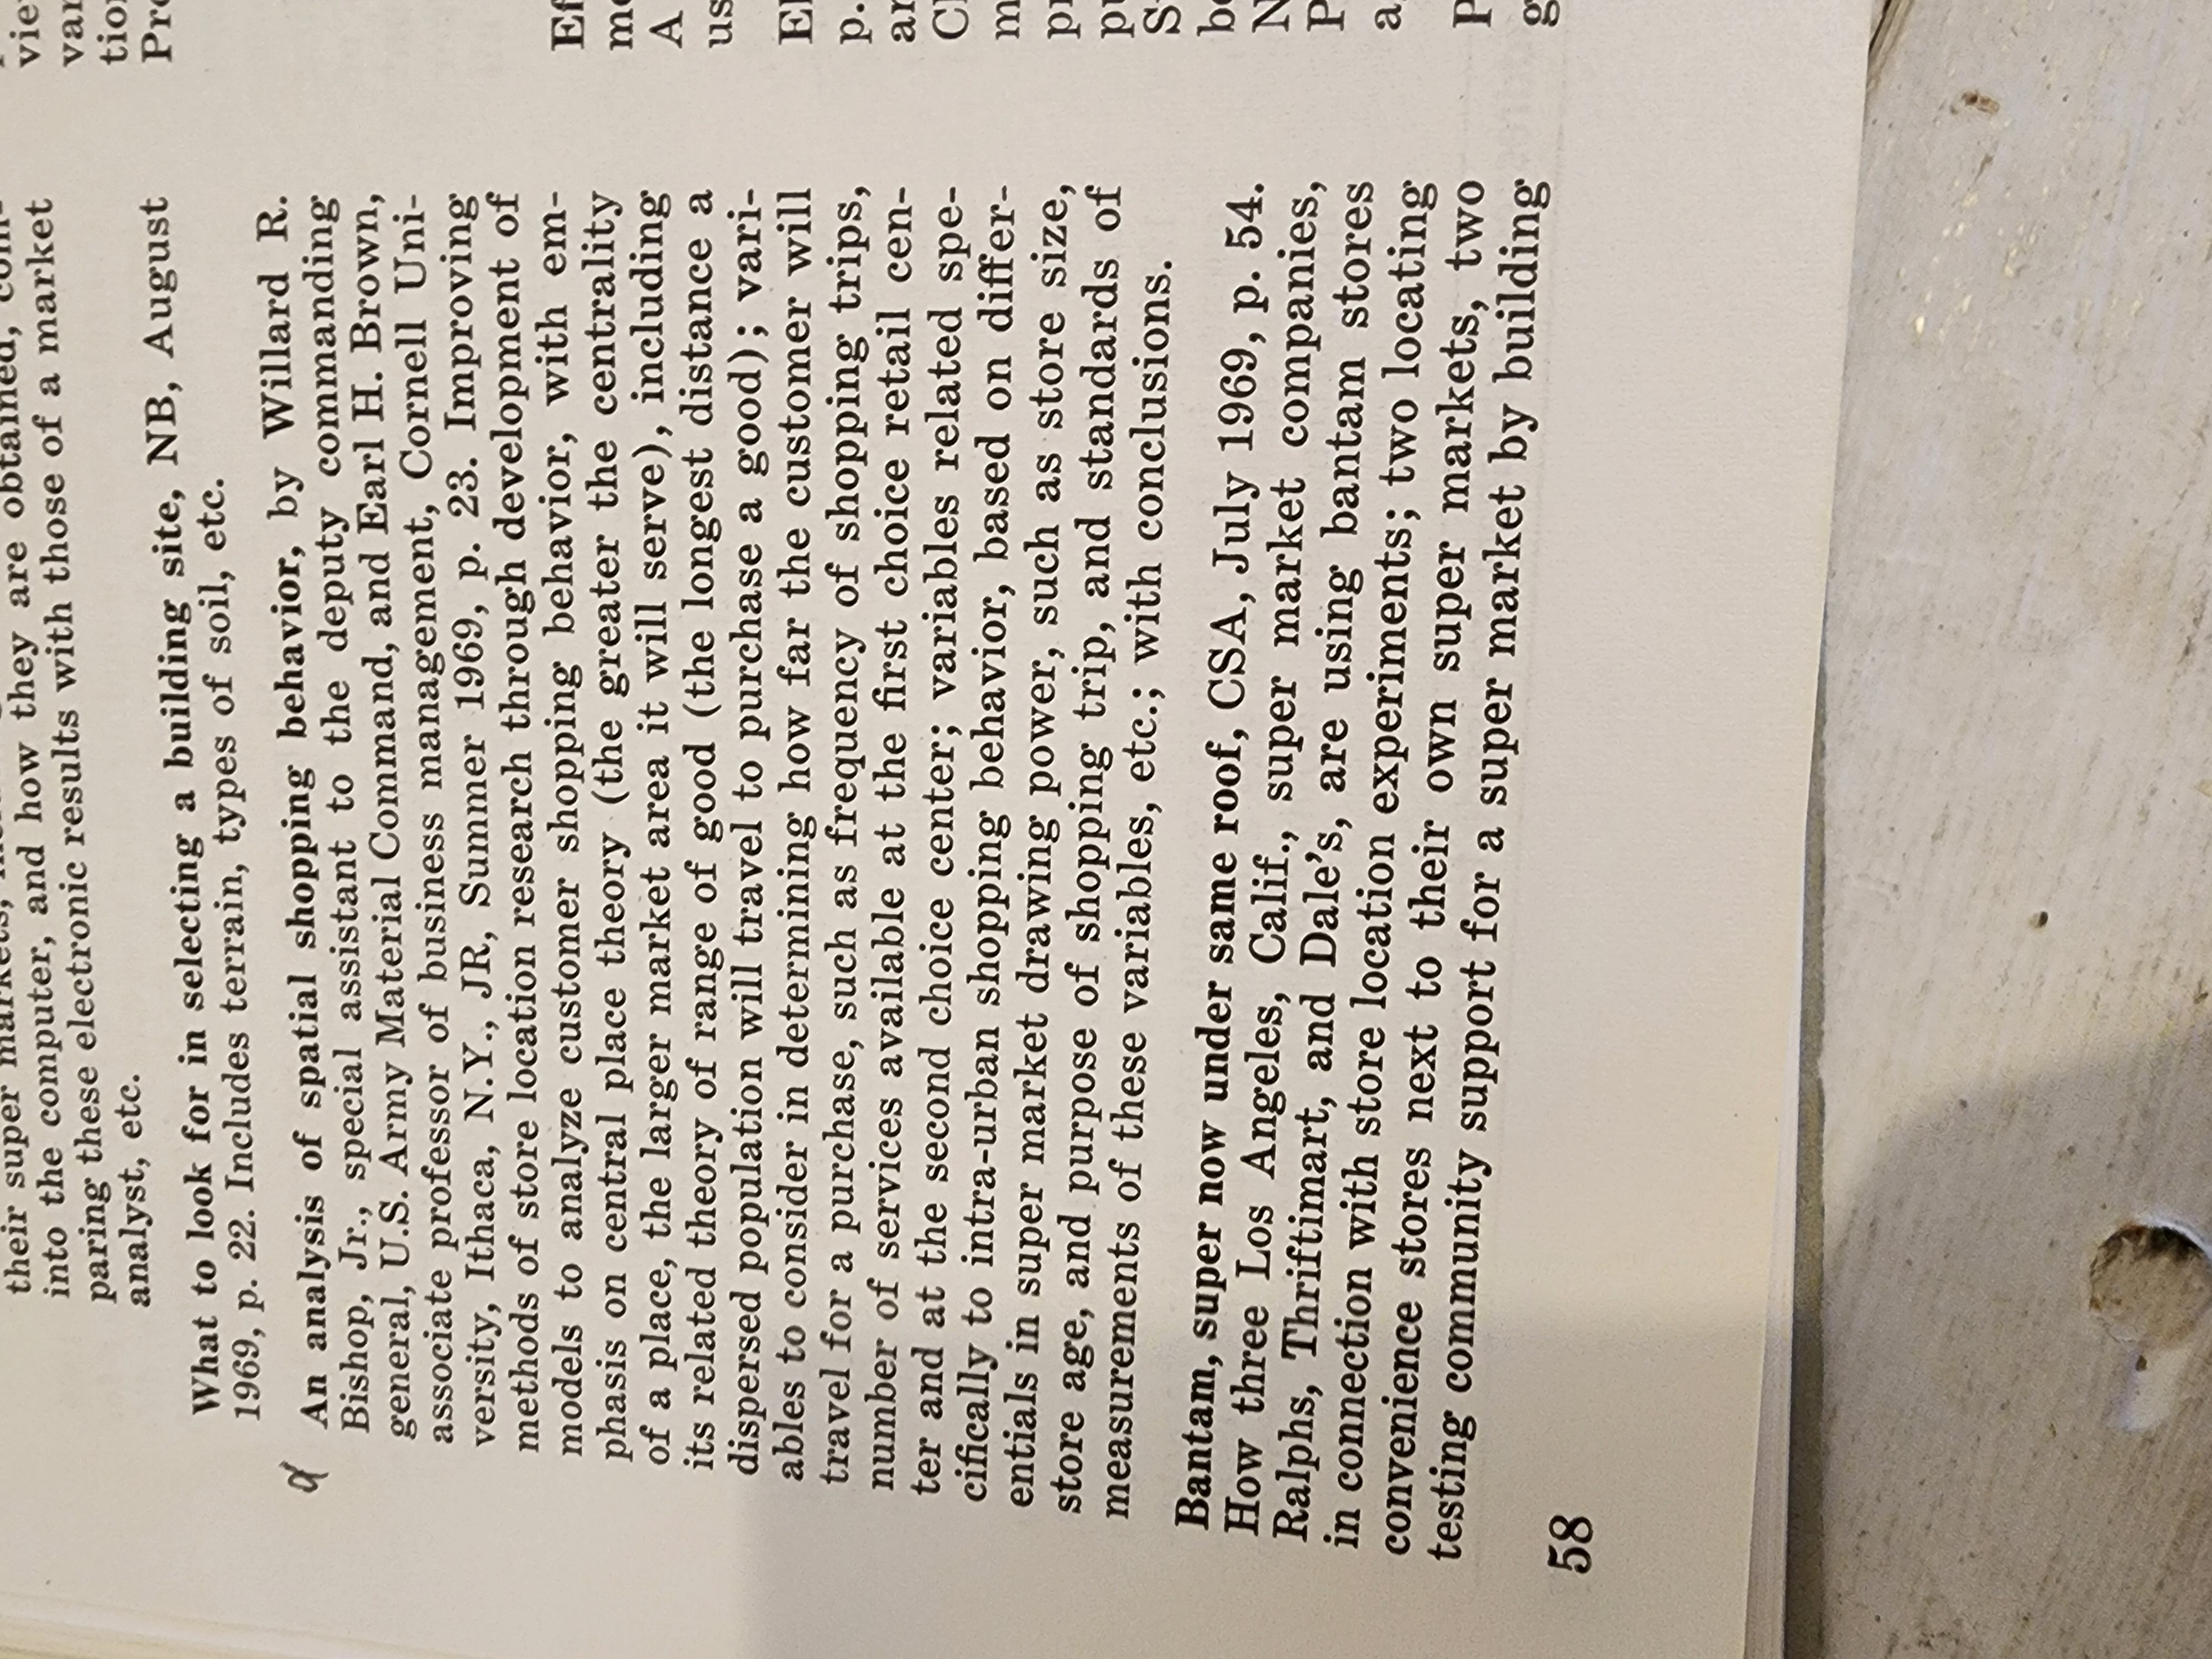 their super markets,
into the computer, and how they are obtained,
paring these electronic results with those of a market
analyst, etc.
What to look for in selecting a building site, NB, August
1969, p. 22. Includes terrain, types of soil, etc.
An analysis of spatial shopping behavior, by Willard R.
Bishop, Jr., special assistant to the deputy commanding
general, U.S. Army Material Command, and Earl H. Brown,
associate professor of business management, Cornell Uni-
versity, Ithaca, N.Y., JR, Summer 1969, p. 23. Improving
methods of store location research through development of
models to analyze customer shopping behavior, with em-
phasis on central place theory (the greater the centrality
of a place, the larger market area it will serve), including
its related theory of range of good (the longest distance a
dispersed population will travel to purchase a good); vari-
ables to consider in determining how far the customer will
travel for a purchase, such as frequency of shopping trips,
number of services available at the first choice retail cen-
ter and at the second choice center; variables related spe-
cifically to intra-urban shopping behavior, based on differ-
entials in super market drawing power, such as store size,
store age, and purpose of shopping trip, and standards of
measurements of these variables, etc.; with conclusions.
Bantam, super now under same roof, CSA, July 1969, p. 54.
How three Los Angeles, Calif., super market companies,
Ralphs, Thriftimart, and Dale's, are using bantam stores
in connection with store location experiments; two locating
convenience stores next to their own super markets, two
testing community support for a super market by building
58